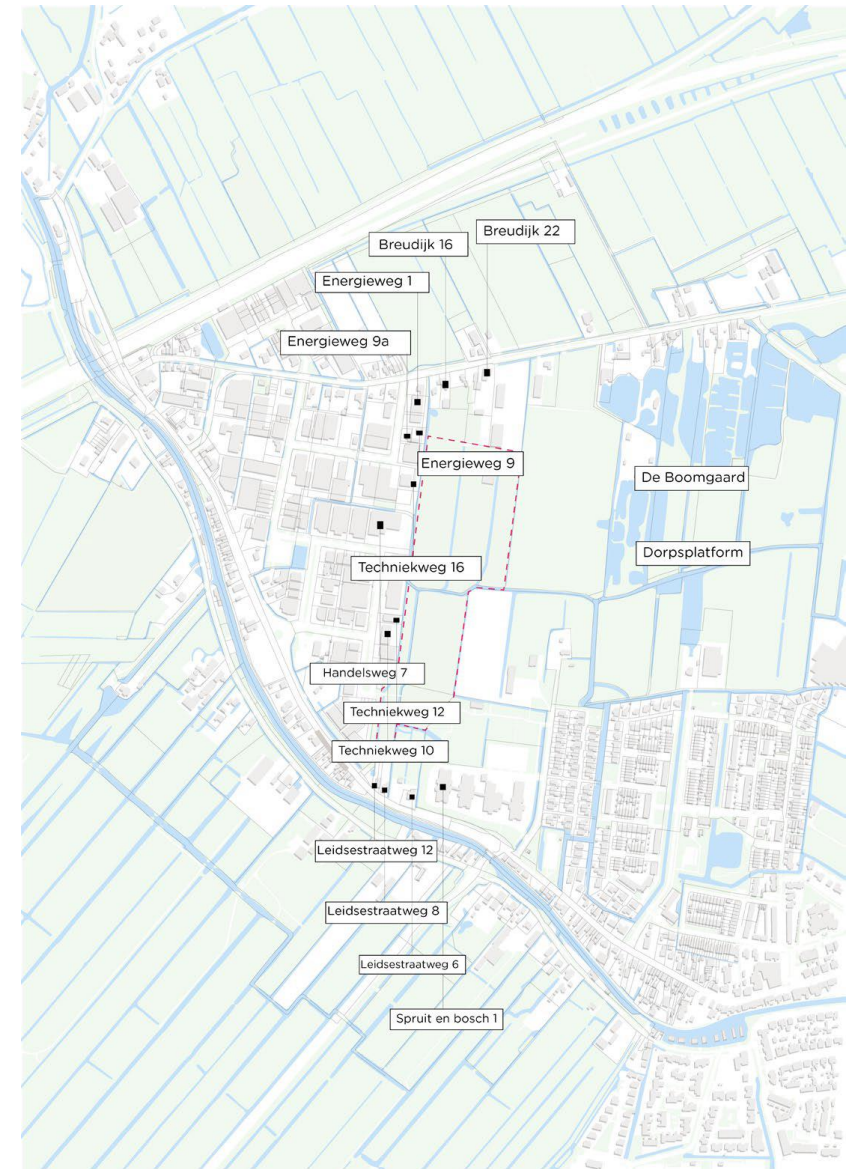 Breudijk 22
Breudijk 16
Energieweg 1
Energieweg 9a
Energieweg 9
De Boomgaard
Dorpsplatform
Techniekweg 16
Handelsweg 7
Techniekweg 12
Techniekweg 10
Leidsestraatweg 12
Leidsestraatweg 8
Leidsestraatweg 6
Spruit en bosch 1